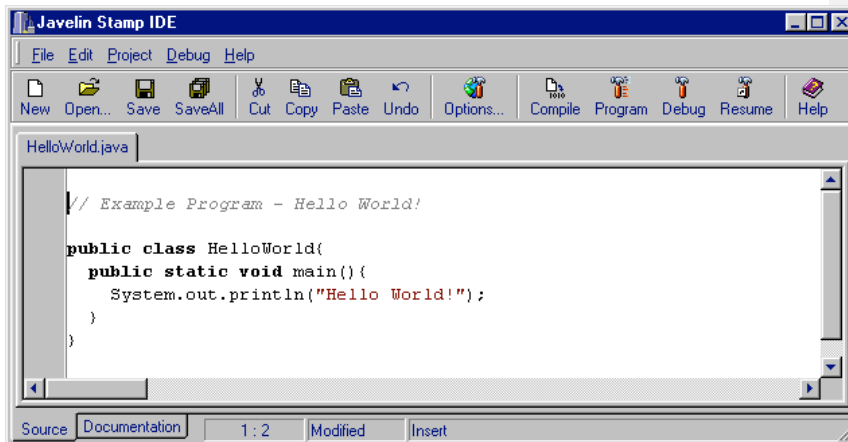 Javelin Stamp IDE
File Edit Project Debug Help
New Open... Save SaveAll Cut Copy Paste Undo Options... Compile Program Debug Resume Help
HelloWorld.java
// Example Program - Hello World!
public class HelloWorld{
public static void main(){
System.out.println("Hello World!");
}
}
Source Documentation 1 : 2 Modified Insert